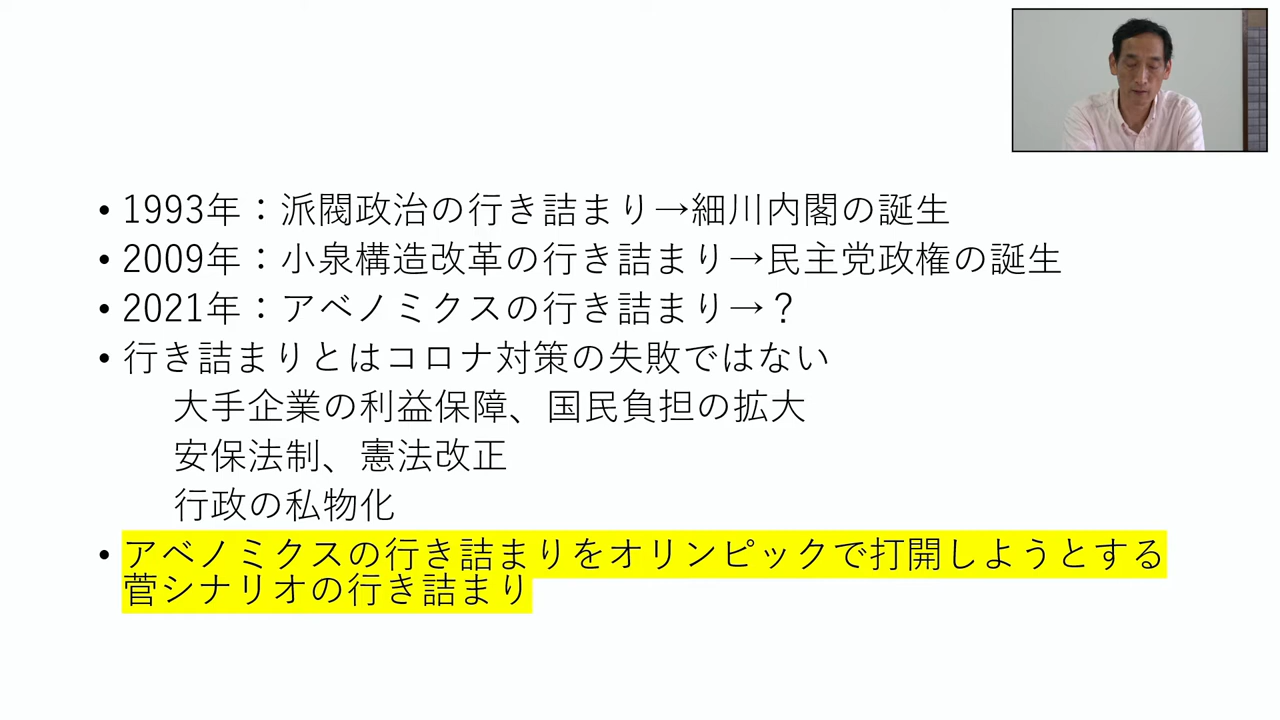 • 1993年：派閥政治の行き詰まり→細川内閣の誕生
• 2009年：小泉構造改革の行き詰まり→民主党政権の誕生
• 2021年：アベノミクスの行き詰まり→？
• 行き詰まりとはコロナ対策の失敗ではない
大手企業の利益保障、国民負担の拡大
安保法制、憲法改正
行政の私物化
• アベノミクスの行き詰まりをオリンピックで打開しようとする
菅シナリオの行き詰まり